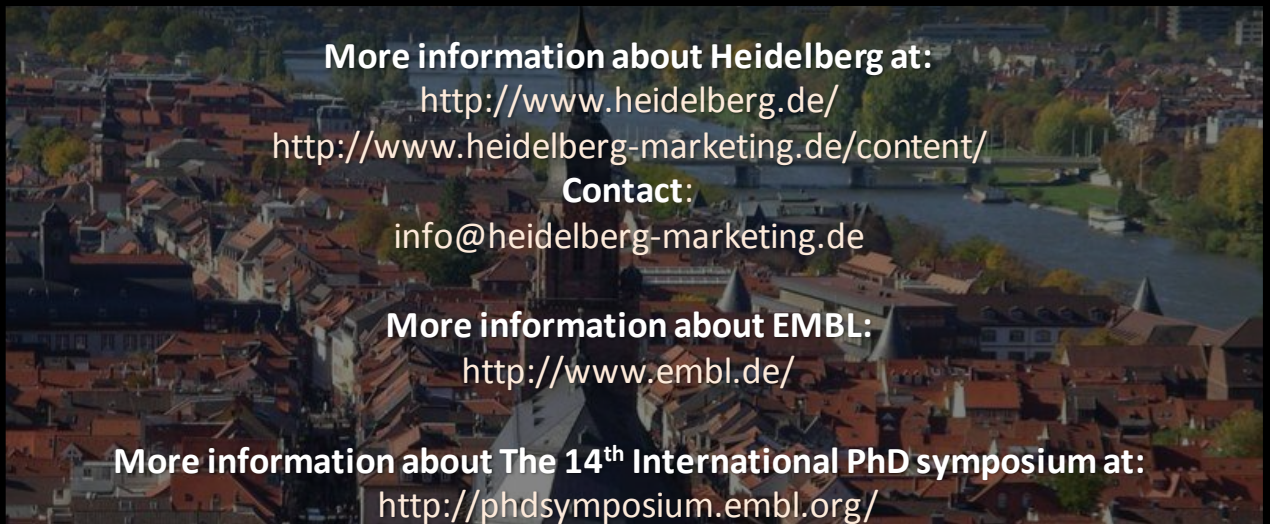 More information about Heidelberg at:
http://www.heidelberg.de/
http://www.heidelberg-marketing.de/content/
Contact:
info@heidelberg-marketing.de
More information about EMBL:
http://www.embl.de/
More information about The 14th International PhD symposium at:
http://phdsymposium.embl.org/